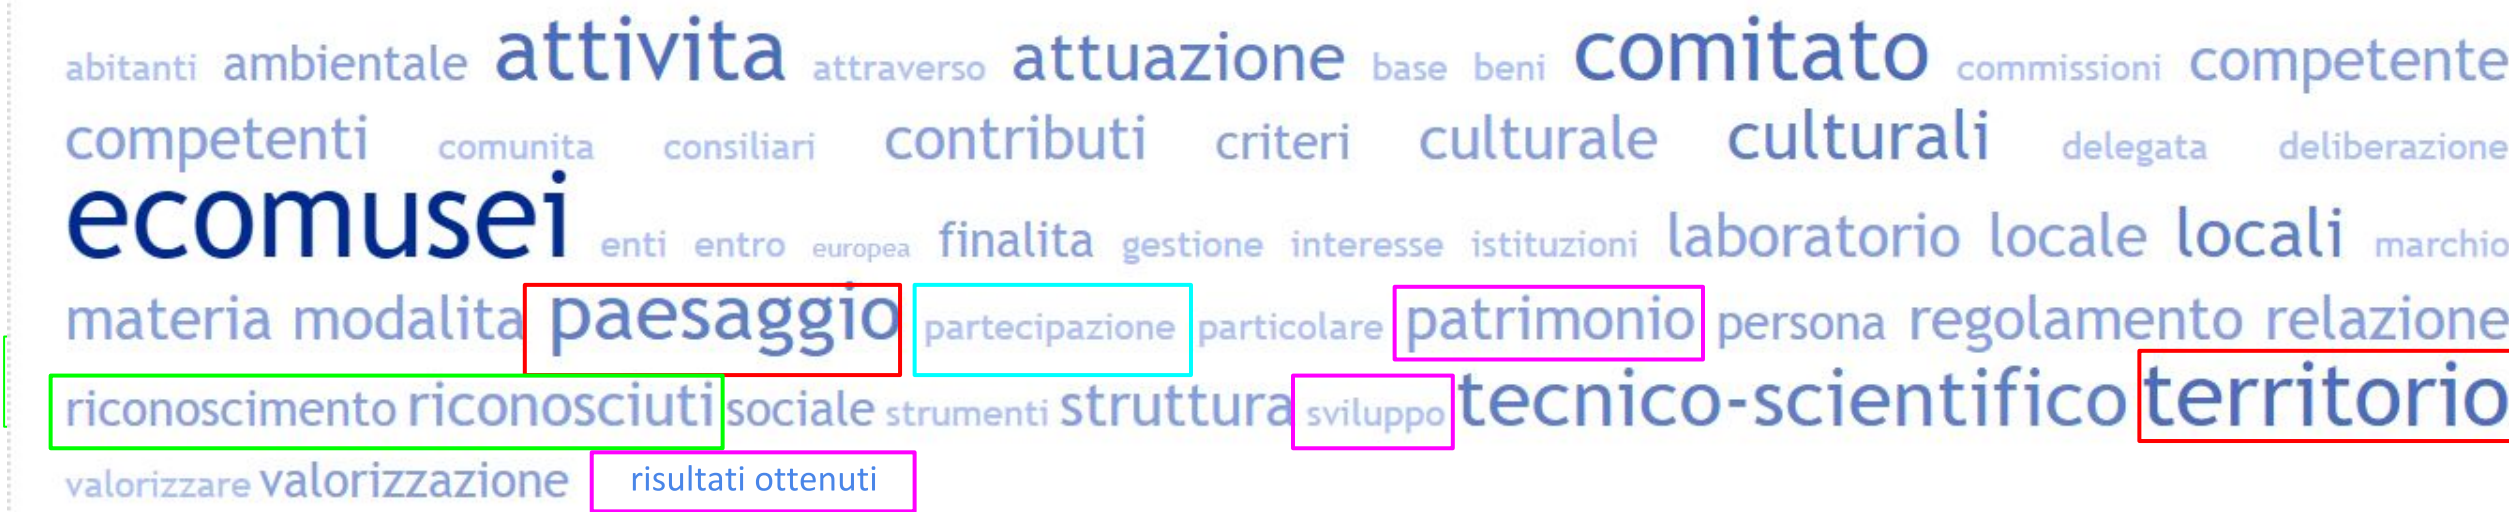 abitanti ambientale attivita attraverso attuazione base beni comitato commissioni competente
competenti comunita consiliari contributi criteri culturale culturali delegata deliberazione
ecomusei enti entro europea finalita gestione interesse istituzioni laboratorio locale locali marchio
materia modalita paesaggio partecipazione particolare patrimonio persona regolamento relazione
riconoscimento riconosciuti sociale strumenti struttura sviluppo tecnico-scientifico territorio
valorizzare valorizzazione risultati ottenuti